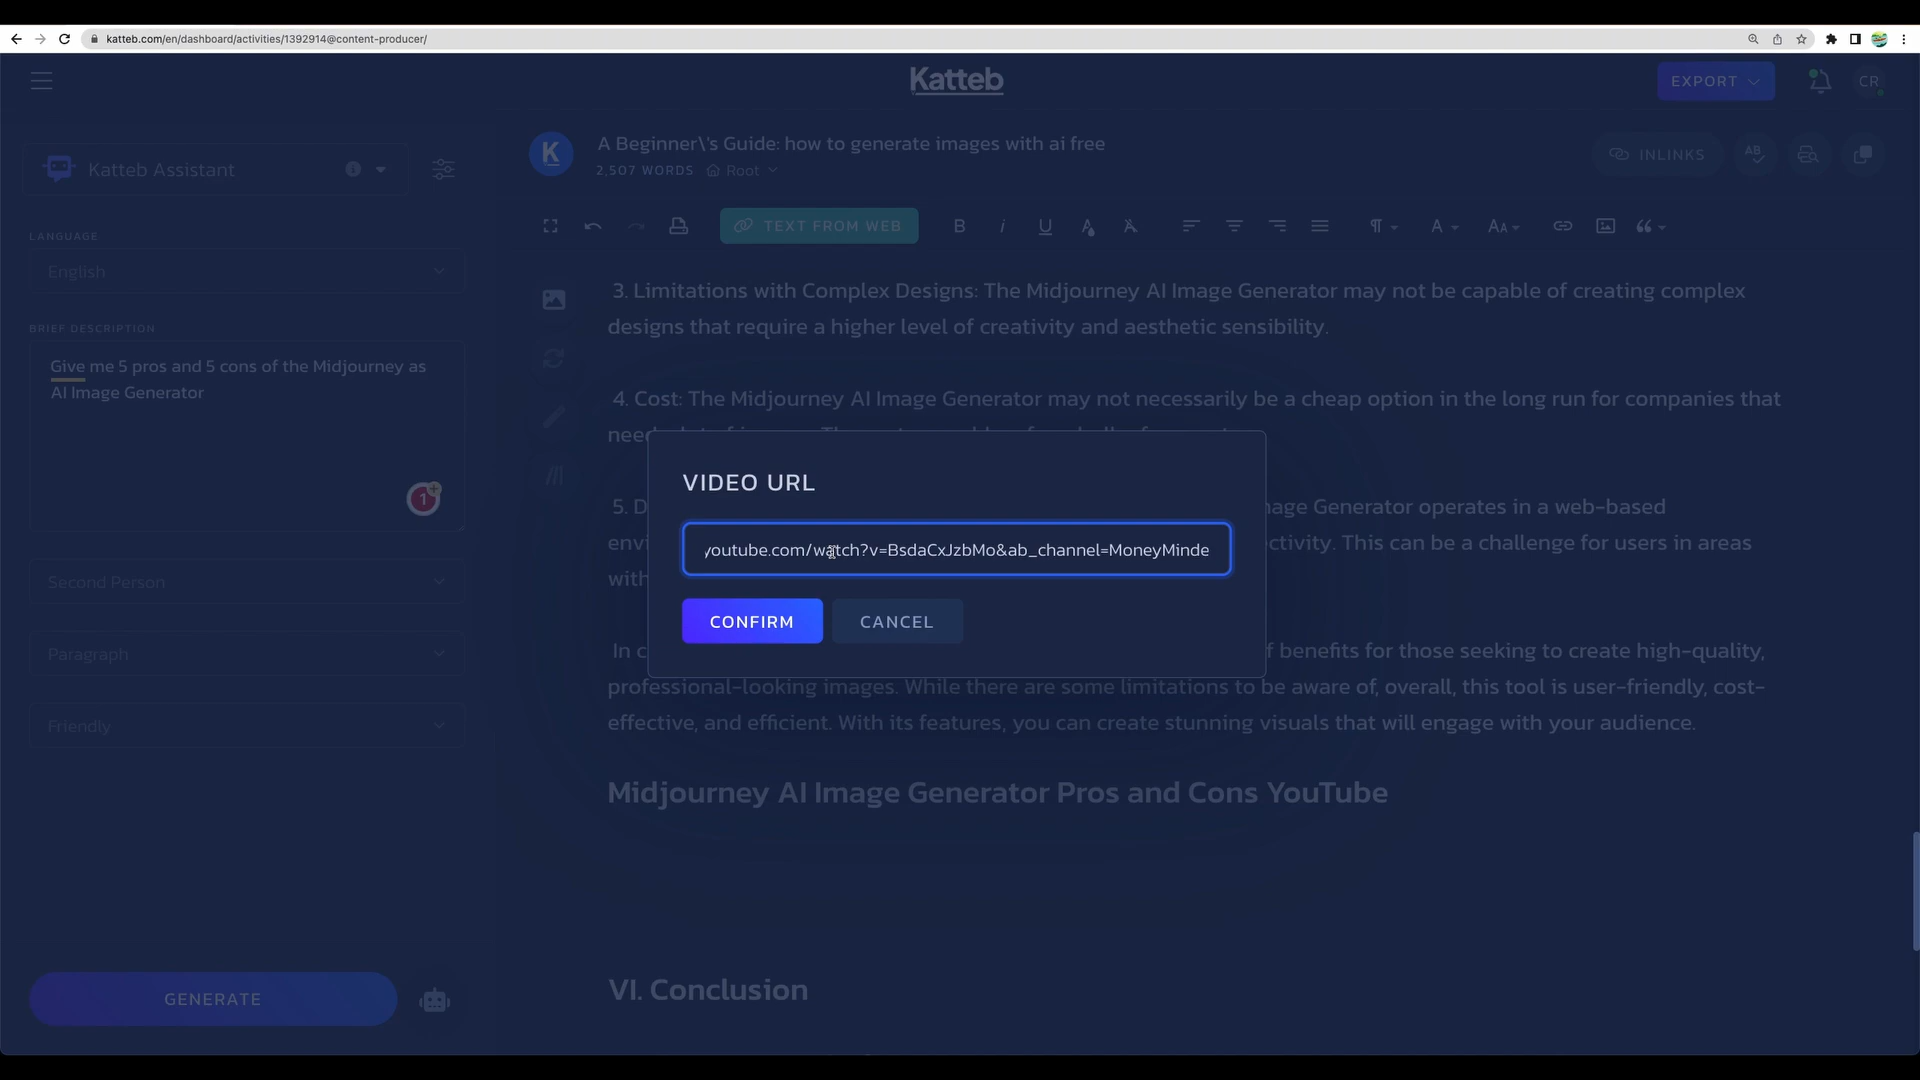 katteb.com/en/dashboard/activities/1392914@content-producer/
Katteb
EXPORT
CR
Katteb Assistant
K
A Beginner\'s Guide: how to generate images with ai free
2,507 WORDS Root
INLINKS
TEXT FROM WEB
LANGUAGE
English
BRIEF DESCRIPTION
Give me 5 pros and 5 cons of the Midjourney as
AI Image Generator
1
Second Person
Paragraph
Friendly
GENERATE
3. Limitations with Complex Designs: The Midjourney AI Image Generator may not be capable of creating complex
designs that require a higher level of creativity and aesthetic sensibility.
4. Cost: The Midjourney AI Image Generator may not necessarily be a cheap option in the long run for companies that
VIDEO URL
youtube.com/watch?v=BsdaCxJzbMo&ab_channel=MoneyMinde
CONFIRM CANCEL
5. D
Generator operates in a web-based
envi
ctivity. This can be a challenge for users in areas
with
In c
f benefits for those seeking to create high-quality,
professional-looking images. While there are some limitations to be aware of, overall, this tool is user-friendly, cost-
effective, and efficient. With its features, you can create stunning visuals that will engage with your audience.
Midjourney AI Image Generator Pros and Cons YouTube
VI. Conclusion